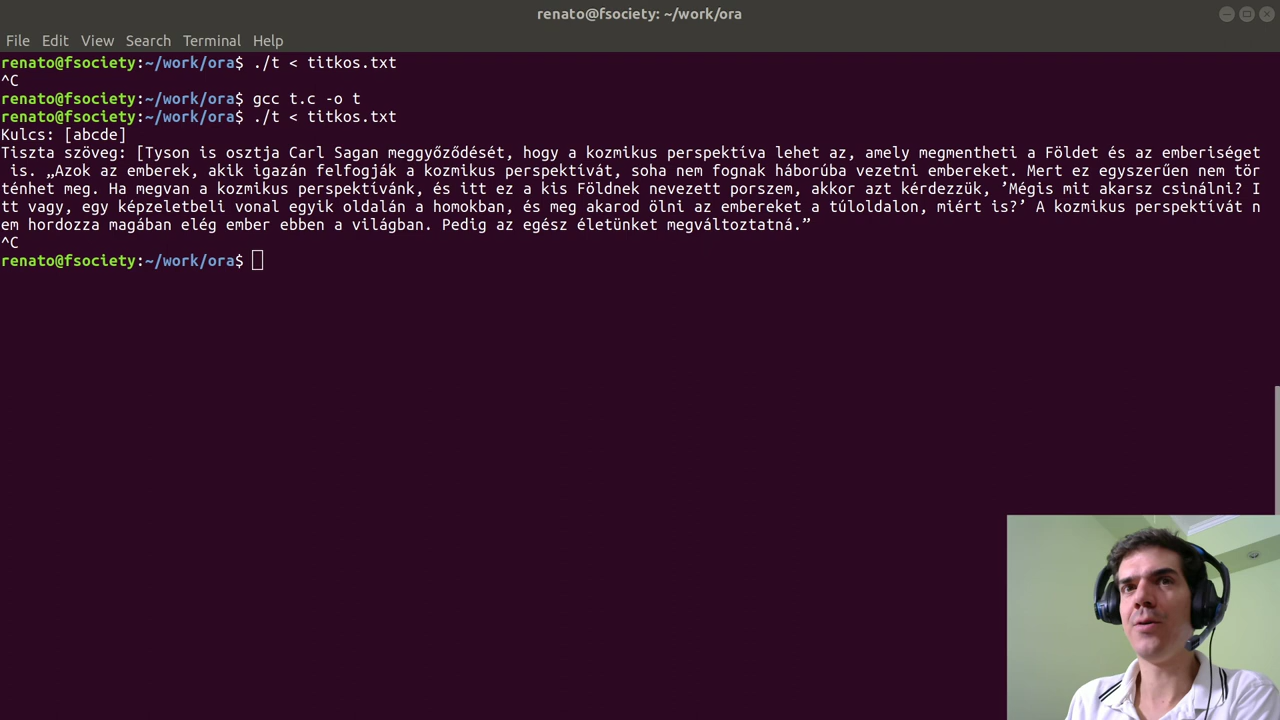 renato@fsociety: ~/work/ora
File Edit View Search Terminal Help
renato@fsociety:~/work/ora$ ./t < titkos.txt
^C
renato@fsociety:~/work/ora$ gcc t.c -o t
renato@fsociety:~/work/ora$ ./t < titkos.txt
Kulcs: [abcde]
Tiszta szöveg: [Tyson is osztja Carl Sagan meggyőződését, hogy a kozmikus perspektíva lehet az, amely megmentheti a Földet és az emberiséget
 is. „Azok az emberek, akik igazán felfogják a kozmikus perspektívát, soha nem fognak háborúba vezetni embereket. Mert ez egyszerűen nem tör
ténhet meg. Ha megvan a kozmikus perspektívánk, és itt ez a kis Földnek nevezett porszem, akkor azt kérdezzük, ’Mégis mit akarsz csinálni? I
tt vagy, egy képzeletbeli vonal egyik oldalán a homokban, és meg akarod ölni az embereket a túloldalon, miért is?’ A kozmikus perspektívát n
em hordozza magában elég ember ebben a világban. Pedig az egész életünket megváltoztatná.”
^C
renato@fsociety:~/work/ora$